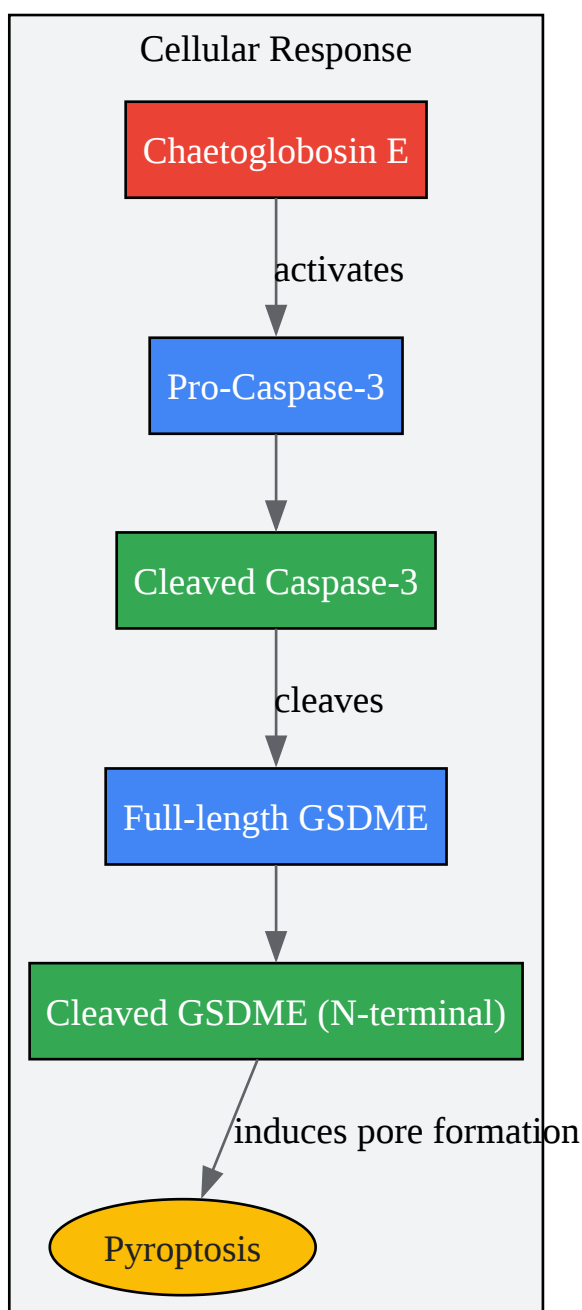 Cellular Response
Chaetoglobosin E
activates
Pro-Caspase-3
Cleaved Caspase-3
cleaves
Full-length GSDME
Cleaved GSDME (N-terminal)
induces pore formation
Pyroptosis